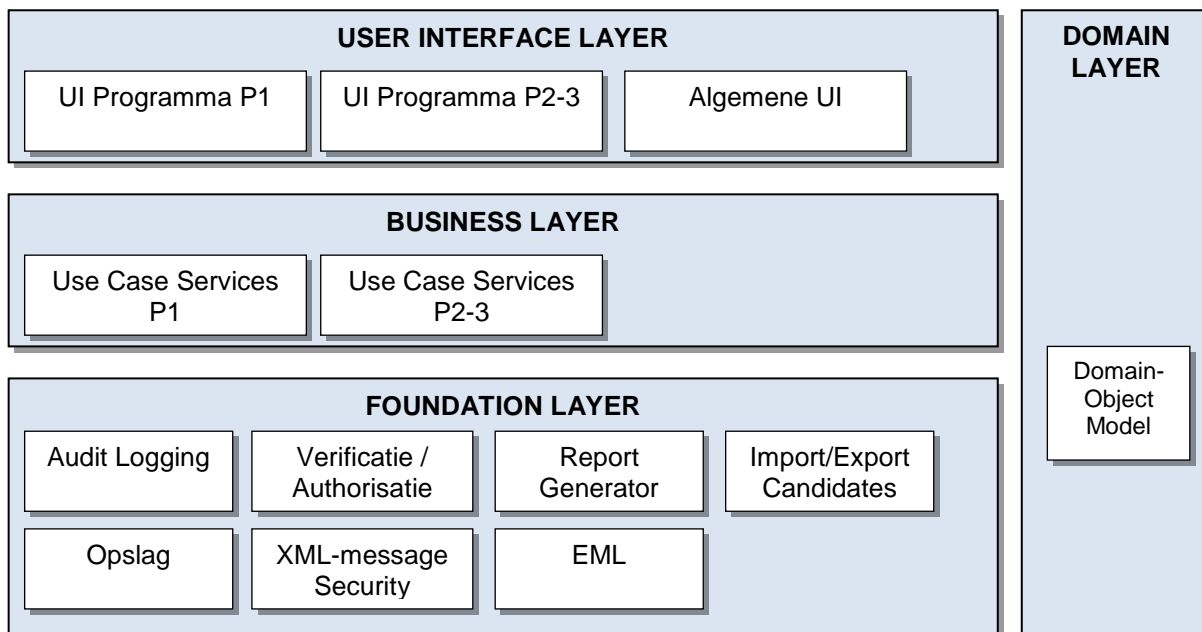 USER INTERFACE LAYER
UI Programma P1
UI Programma P2-3
Algemene UI
BUSINESS LAYER
Use Case Services
P1
Use Case Services
P2-3
FOUNDATION LAYER
Audit Logging
Verificatie /
Authorisatie
Report
Generator
Import/Export
Candidates
Opslag
XML-message
Security
EML
DOMAIN
LAYER
Domain-
Object
Model